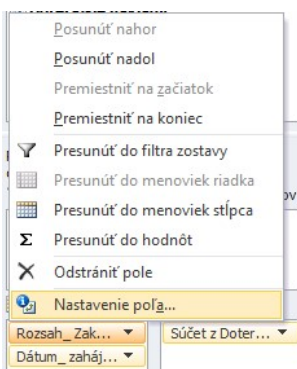 Posunúť nahor
Posunúť nadol
Premiestniť na začiatok
Premiestniť na koniec
Presunúť do filtra zostavy
Presunúť do menoviek riadka
Presunúť do menoviek stĺpca
Σ Presunúť do hodnôt
Odstrániť pole
Nastavenie poľa...
Rozsah_Zak... Súčet z Doter...
Dátum_zaháj...